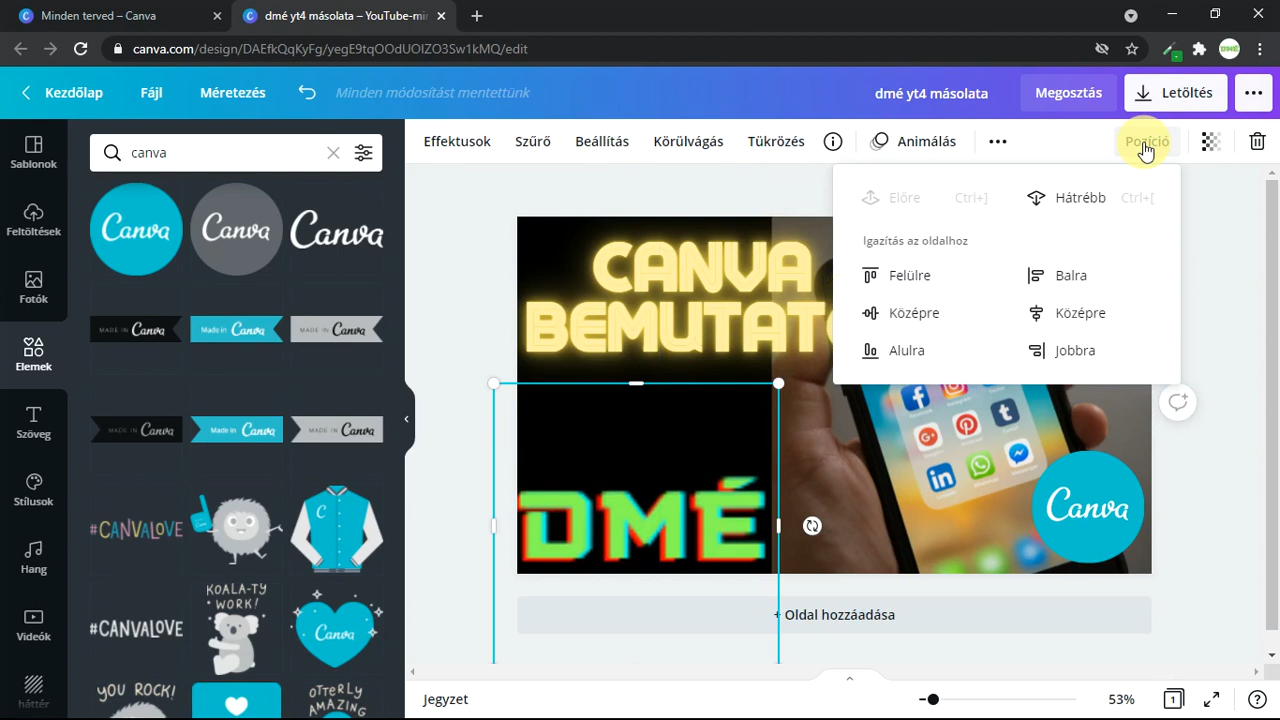 Minden terved – Canva
dmé yt4 másolata – YouTube-mi
canva.com/design/DAEfkQqKyFg/yegE9tqOOdUOIZO3Sw1kMQ/edit
Kezdőlap
Fájl
Méretezés
Minden módosítást mentettünk
dmé yt4 másolata
Megosztás
Letöltés
Sablonok
Feltöltések
Fotók
Elemek
Szöveg
Stílusok
Hang
Videók
háttér
canva
Canva
Canva
Canva
MADE IN Canva
Made in Canva
MADE IN Canva
MADE IN Canva
Made in Canva
MADE IN Canva
#CANVALOVE
C
#CANVALOVE
KOALA-TY
WORK!
Canva
YOU ROCK!
OTTERLY
AMAZING
Effektusok
Szűrő
Beállítás
Körülvágás
Tükrözés
Animálás
Pozíció
Előre Ctrl+]
Hátrébb Ctrl+[
Igazítás az oldalhoz
Felülre
Balra
Középre
Középre
Alulra
Jobbra
CANVA
BEMUTAT
DMÉ
Canva
+ Oldal hozzáadása
Jegyzet
53%
1